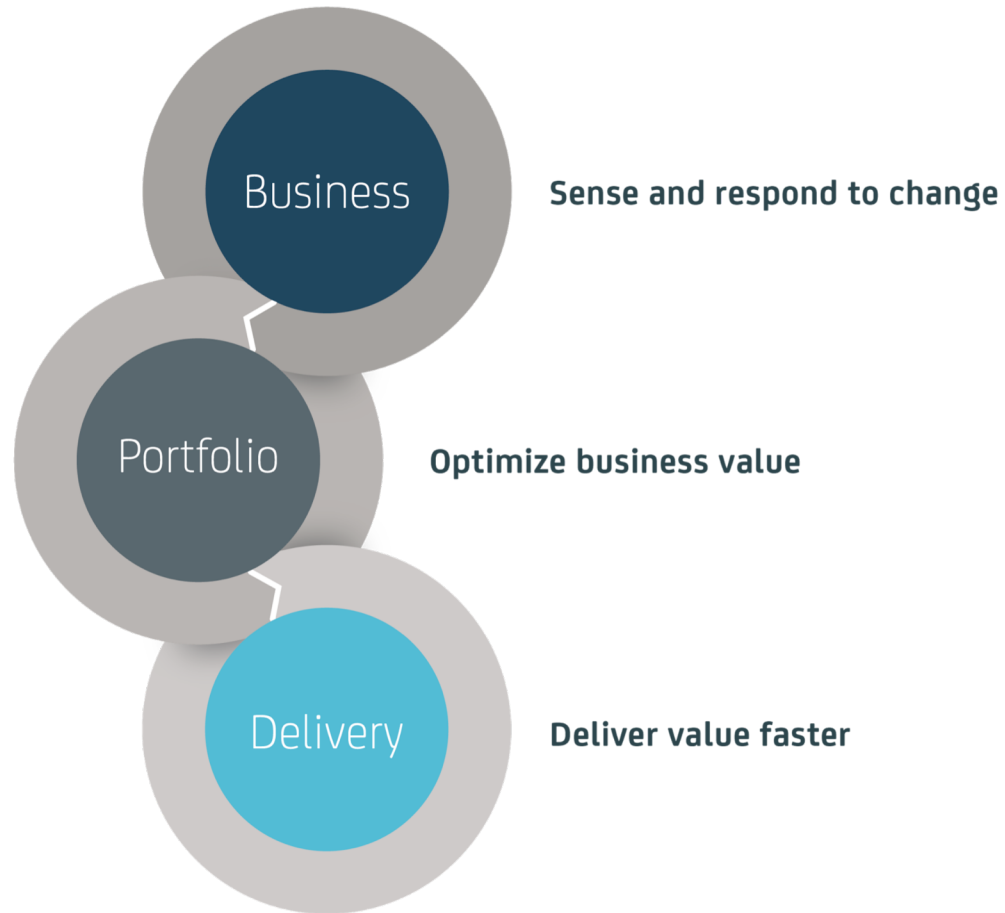 Business
Sense and respond to change
Portfolio
Optimize business value
Delivery
Deliver value faster